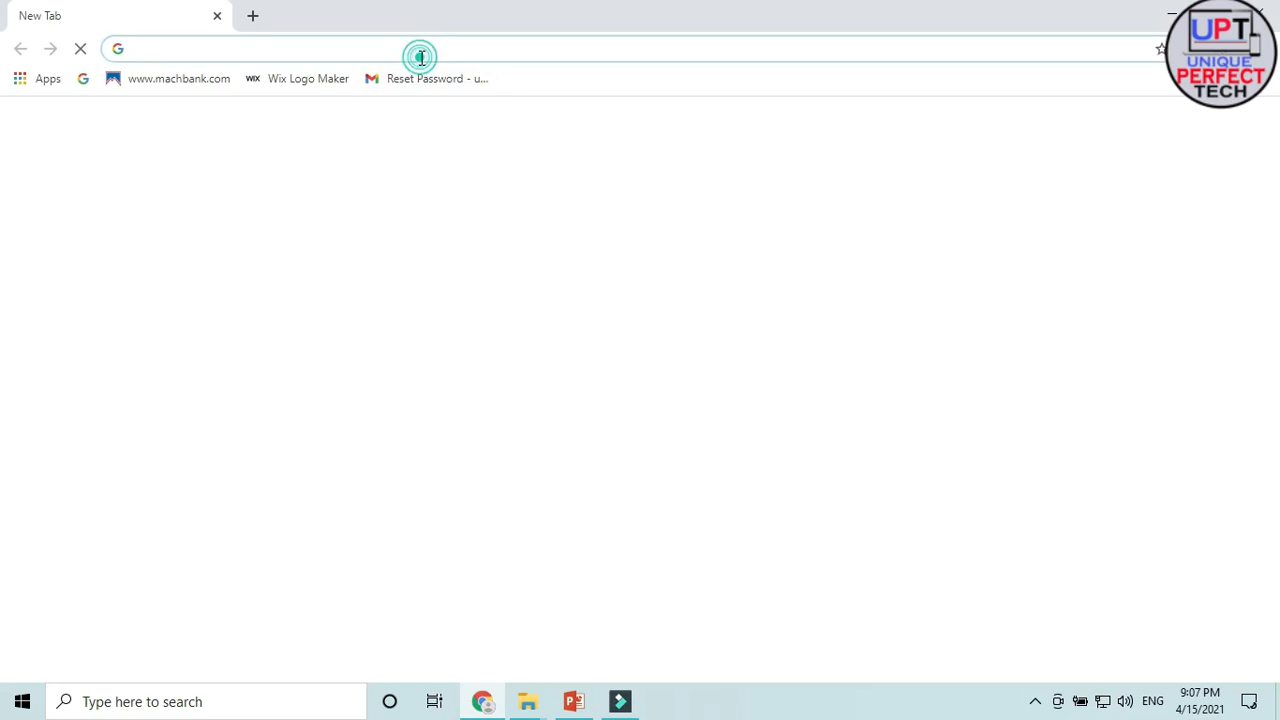 New Tab
G
Apps
G
www.machbank.com
WIX
Wix Logo Maker
Reset Password - u...
UPT
UNIQUE
PERFECT
TECH
Type here to search
ENG
9:07 PM
4/15/2021